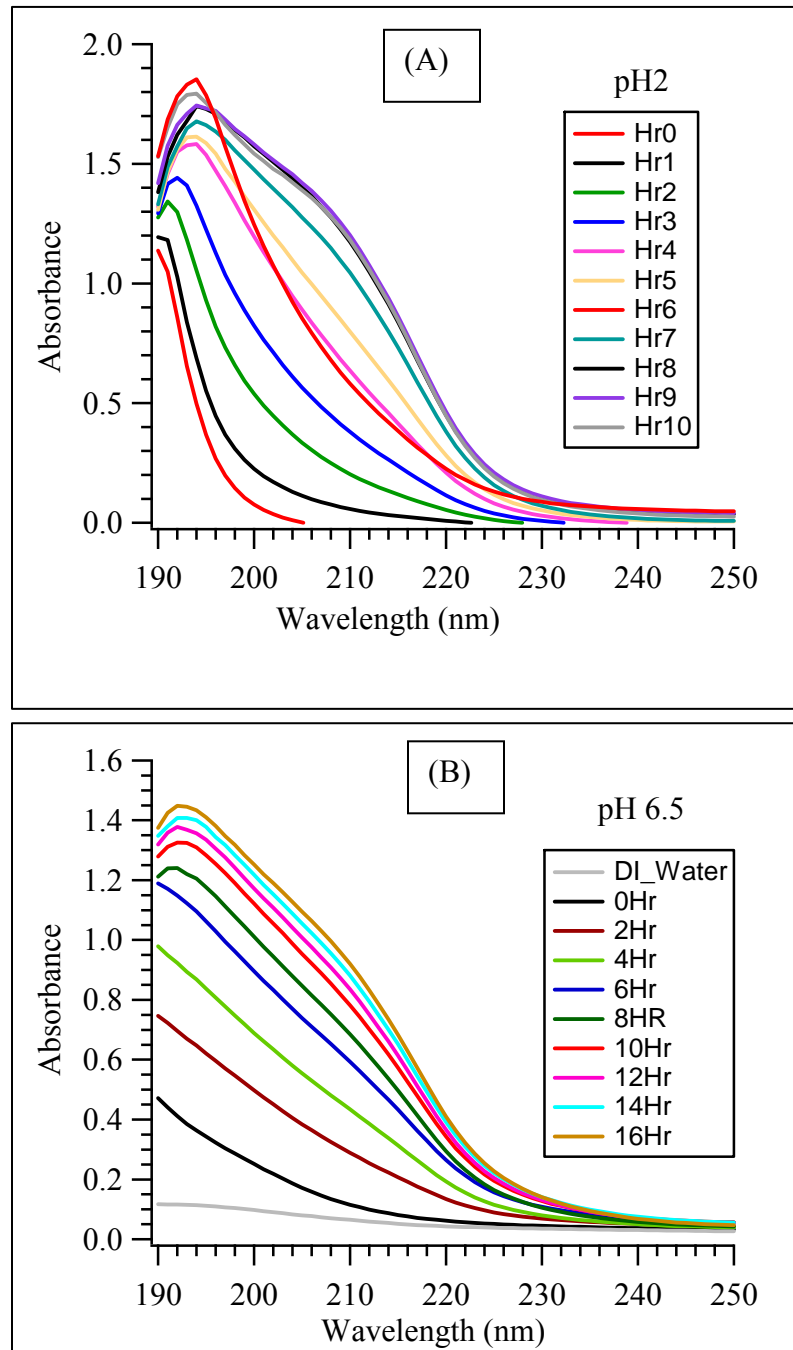 (A)
pH2
2.0
1.5
1.0
0.5
0.0
Absorbance
Hr0
Hr1
Hr2
Hr3
Hr4
Hr5
Hr6
Hr7
Hr8
Hr9
Hr10
190 200 210 220 230 240 250
Wavelength (nm)
(B)
pH 6.5
1.6
1.4
1.2
1.0
0.8
0.6
0.4
0.2
0.0
Absorbance
DI_Water
0Hr
2Hr
4Hr
6Hr
8HR
10Hr
12Hr
14Hr
16Hr
190 200 210 220 230 240 250
Wavelength (nm)